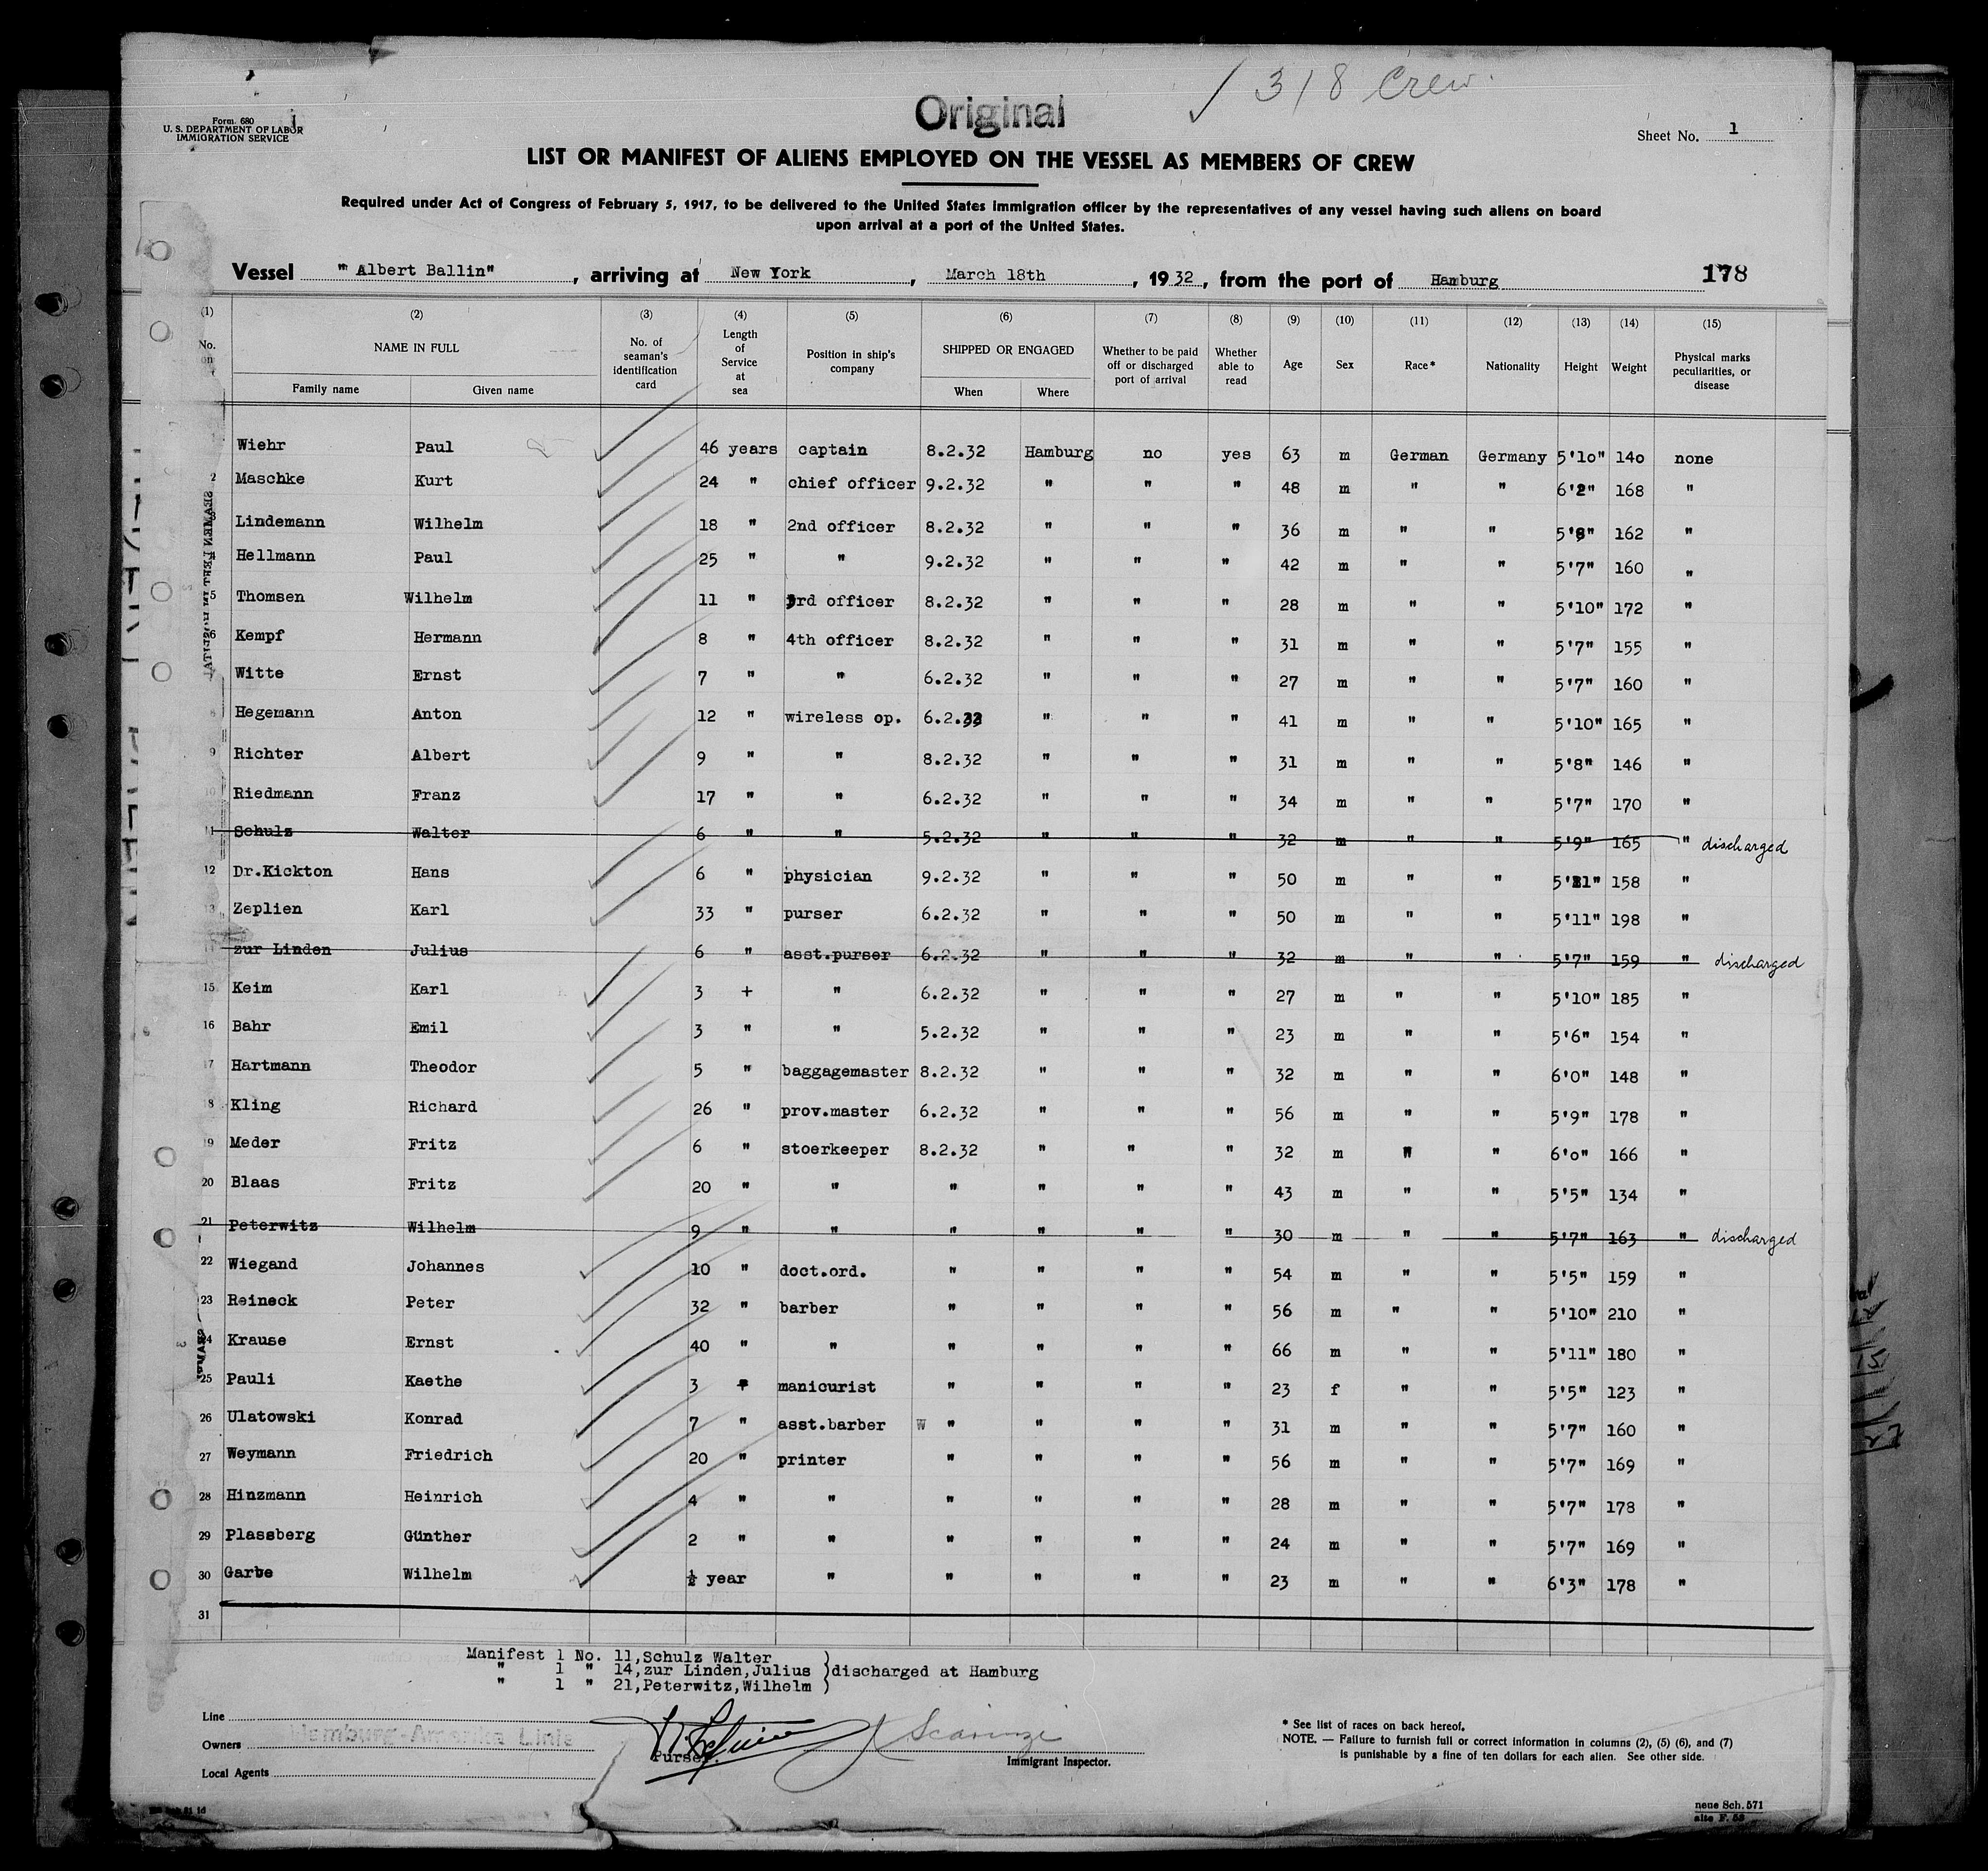 318 Crew.
Original
Form 680
U. S. DEPARTMENT OF LABOR
IMMIGRATION SERVICE
Sheet No. 1
LIST OR MANIFEST OF ALIENS EMPLOYED ON THE VESSEL AS MEMBERS OF CREW
Required under Act of Congress of February 5, 1917, to be delivered to the United States Immigration officer by the representatives of any vessel having such aliens on board
upon arrival at a port of the United States.
Vessel "Albert Ballin", arriving at New York, March 18th, 1932, from the port of Hamburg 178
(1) (2) (3) (4) (5) (6) (7) (8) (9) (10) (11) (12) (13) (14) (15)
No. on NAME IN FULL Family name Given name No. of seaman's identification card Length of Service at sea Position in ship's company SHIPPED OR ENGAGED When Where Whether to be paid off or discharged port of arrival Whether able to read Age Sex Race* Nationality Height Weight Physical marks peculiarities, or disease
Wiehr Paul 46 years captain 8.2.32 Hamburg no yes 63 m German Germany 5'10" 140 none
2 Maschke Kurt 24 " chief officer 9.2.32 " " " 48 m " " 6'2" 168 "
3 Lindemann Wilhelm 18 " 2nd officer 8.2.32 " " " 36 m " " 5'8" 162 "
4 Hellmann Paul 25 " " 9.2.32 " " " 42 m " " 5'7" 160 "
5 Thomsen Wilhelm 11 " 3rd officer 8.2.32 " " " 28 m " " 5'10" 172 "
6 Kempf Hermann 8 " 4th officer 8.2.32 " " " 31 m " " 5'7" 155 "
7 Witte Ernst 7 " " 6.2.32 " " " 27 m " " 5'7" 160 "
8 Hegemann Anton 12 " wireless op. 6.2.32 " " " 41 m " " 5'10" 165 "
9 Richter Albert 9 " " 8.2.32 " " " 31 m " " 5'8" 146 "
10 Riedmann Franz 17 " " 6.2.32 " " " 34 m " " 5'7" 170 "
11 Schulz Walter 6 " " 5.2.32 " " " 32 m " " 5'9" 165 " discharged
12 Dr.Kickton Hans 6 " physician 9.2.32 " " " 50 m " " 5'11" 158 "
13 Zeplien Karl 33 " purser 6.2.32 " " " 50 m " " 5'11" 198 "
14 zur Linden Julius 6 " asst.purser 6.2.32 " " " 32 m " " 5'7" 159 " discharged
15 Keim Karl 3 + " 6.2.32 " " " 27 m " " 5'10" 185 "
16 Bahr Emil 3 " " 5.2.32 " " " 23 m " " 5'6" 154 "
17 Hartmann Theodor 5 " baggagemaster 8.2.32 " " " 32 m " " 6'0" 148 "
18 Kling Richard 26 " prov.master 6.2.32 " " " 56 m " " 5'9" 178 "
19 Meder Fritz 6 " stoerkeeper 8.2.32 " " " 32 m " " 6'o" 166 "
20 Blaas Fritz 20 " " " " " " 43 m " " 5'5" 134 "
21 Peterwitz Wilhelm 9 " " " " " " 30 m " " 5'7" 163 " discharged
22 Wiegand Johannes 10 " doct.ord. " " " " 54 m " " 5'5" 159 "
23 Reineck Peter 32 " barber " " " " 56 m " " 5'10" 210 "
24 Krause Ernst 40 " " " " " " 66 m " " 5'11" 180 "
25 Pauli Kaethe 3 " manicurist " " " " 23 f " " 5'5" 123 "
26 Ulatowski Konrad 7 " asst.barber " " " " 31 m " " 5'7" 160 "
27 Weymann Friedrich 20 " printer " " " " 56 m " " 5'7" 169 "
28 Hinzmann Heinrich 4 " " " " " " 28 m " " 5'7" 178 "
29 Plassberg Günther 2 " " " " " " 24 m " " 5'7" 169 "
30 Garbe Wilhelm ½ year " " " " " 23 m " " 6'3" 178 "
31
Manifest 1 No. 11,Schulz Walter )
" 1 " 14,zur Linden,Julius )discharged at Hamburg
" 1 " 21,Peterwitz,Wilhelm )
Line
Owners Hamburg-Amerika Linie
Local Agents
Purser.
Immigrant Inspector.
* See list of races on back hereof.
NOTE. — Failure to furnish full or correct information in columns (2), (5) (6), and (7)
is punishable by a fine of ten dollars for each alien. See other side.
neue Sch. 571